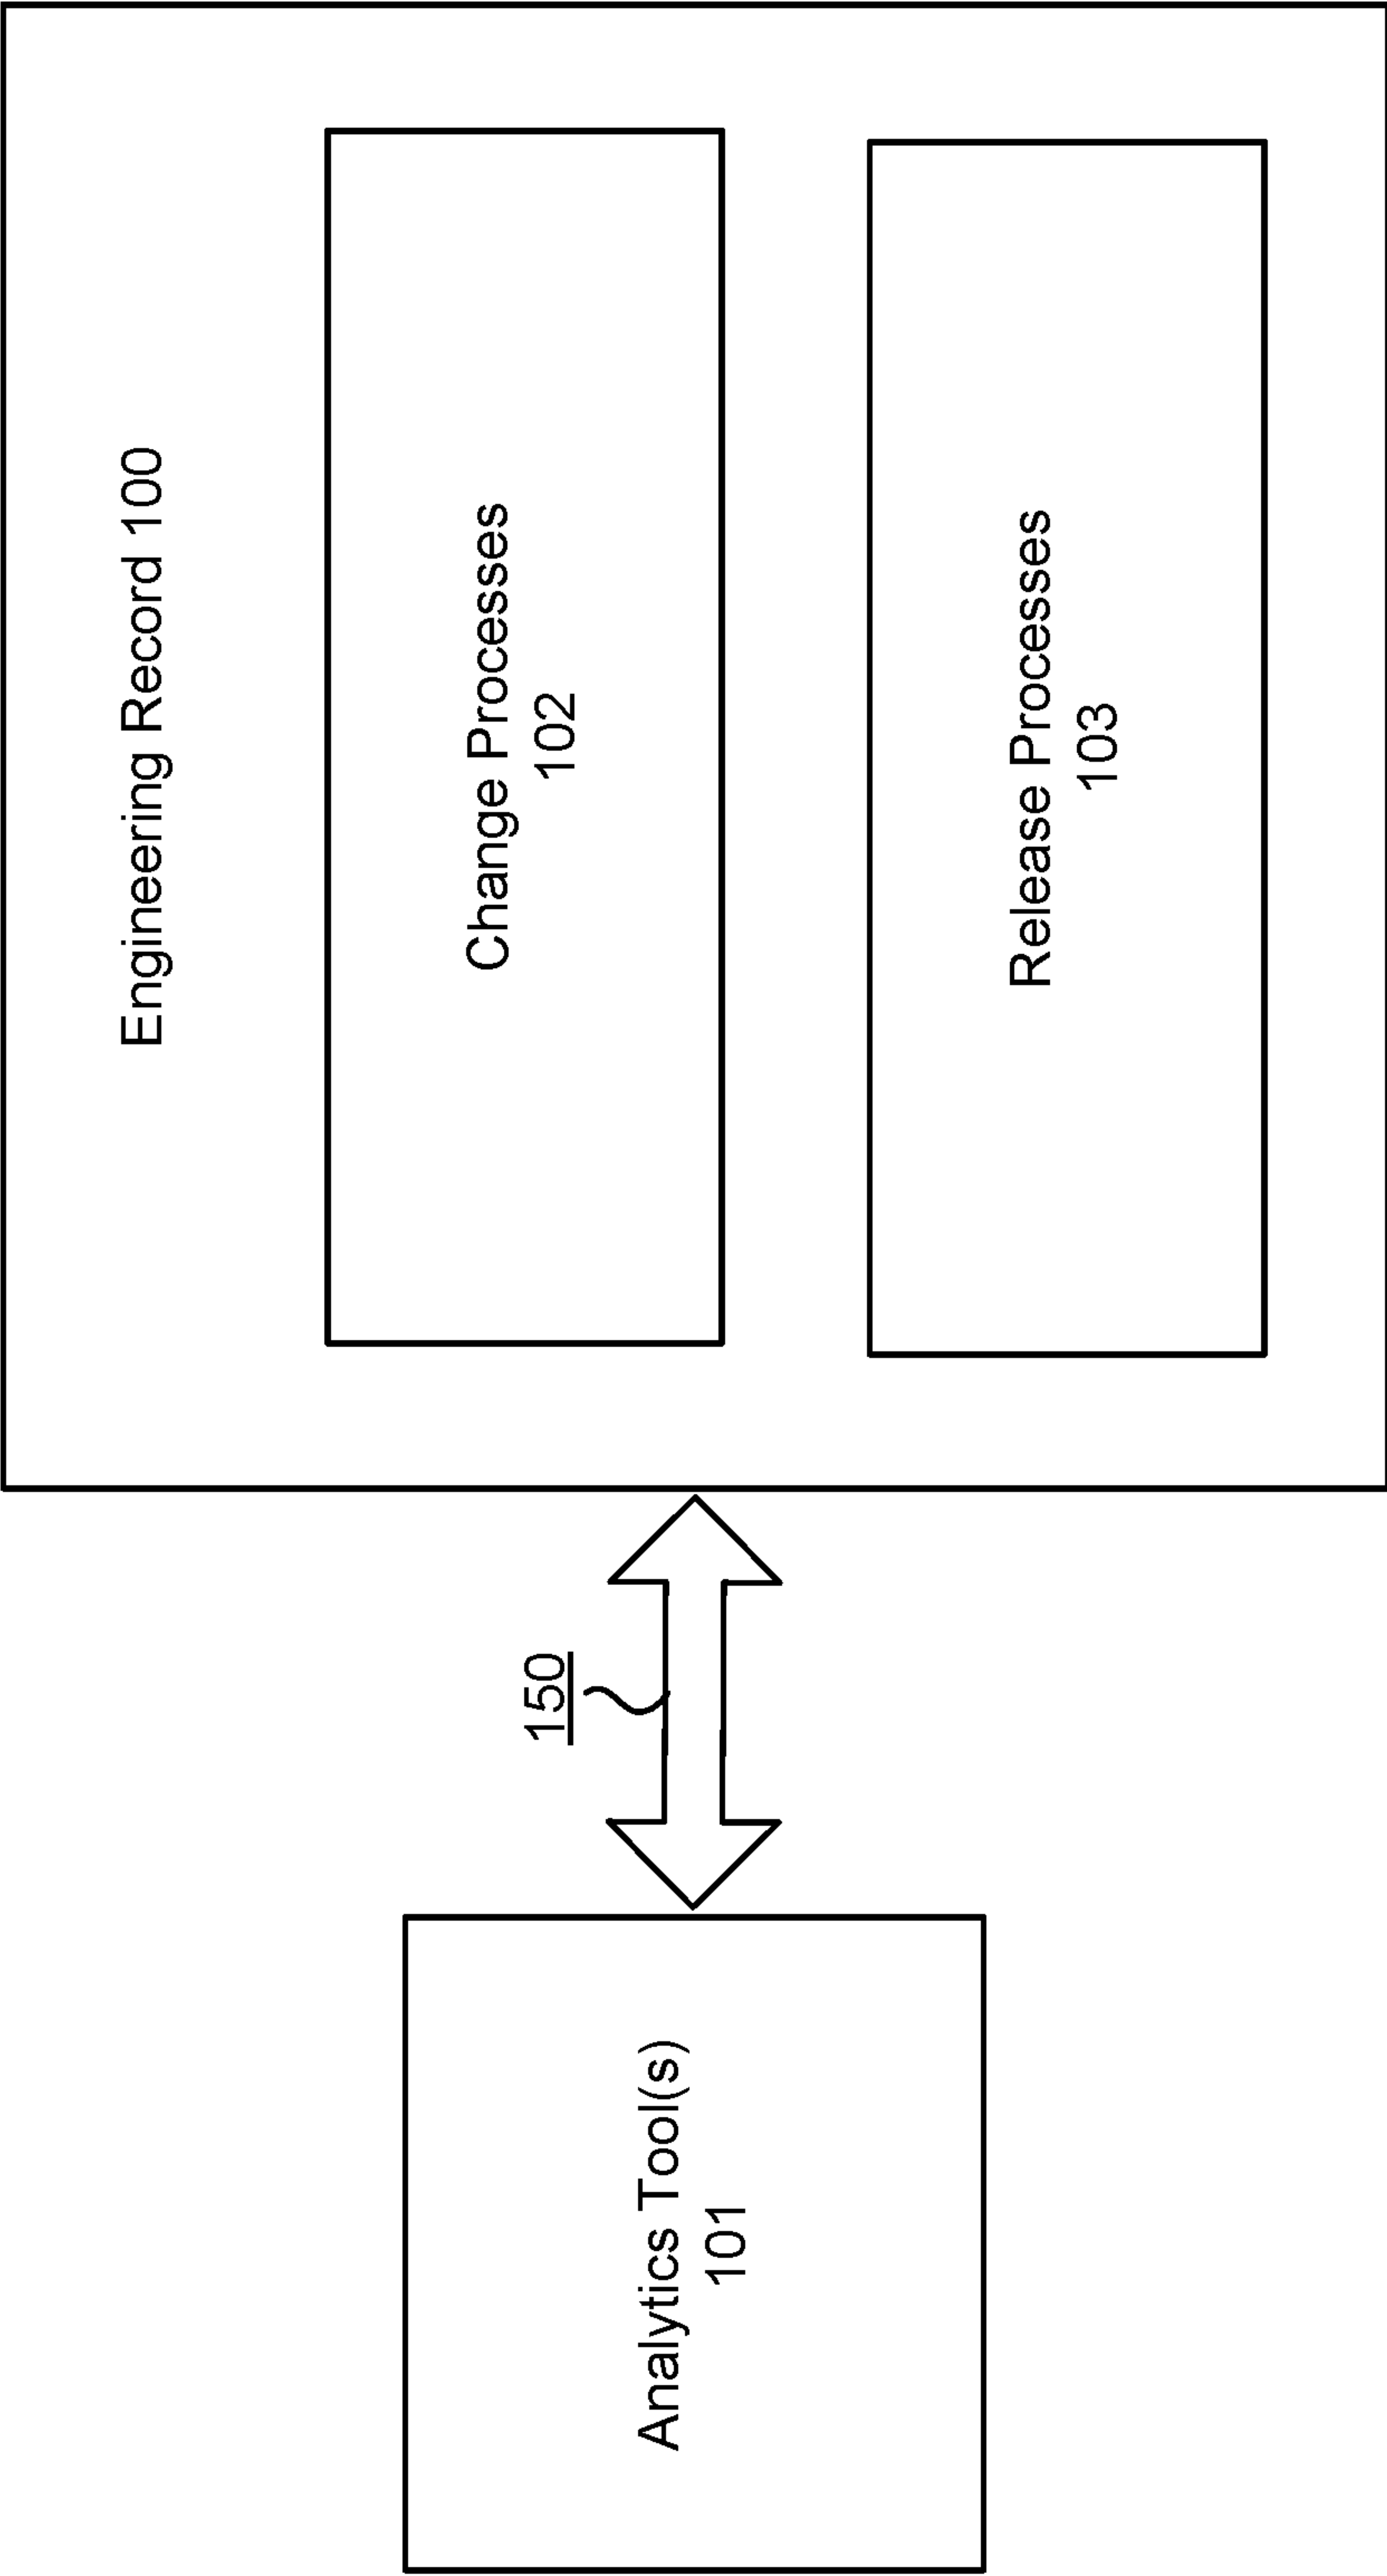 Engineering Record 100
Change Processes
102
Release Processes
103
150
Analytics Tool(s)
101